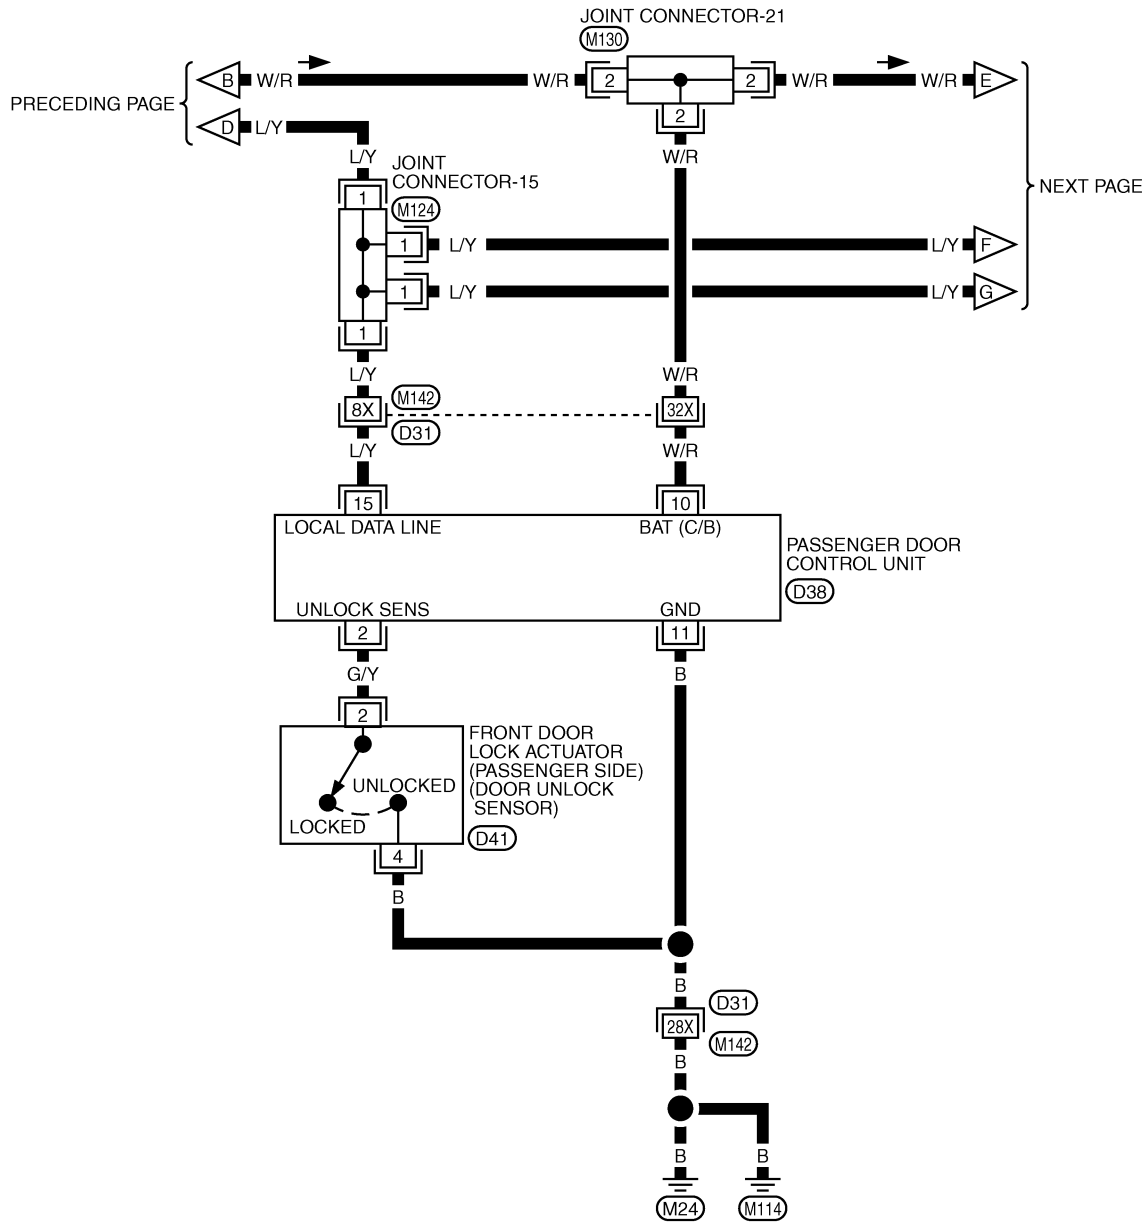 JOINT CONNECTOR-21
M130
B W/R W/R 2 2 W/R W/R E
PRECEDING PAGE
2
D L/Y
L/Y W/R
JOINT
CONNECTOR-15
NEXT PAGE
1
M124
1 L/Y L/Y F
1 L/Y L/Y G
1
L/Y W/R
M142
8X 32X
D31
L/Y W/R
15 10
LOCAL DATA LINE BAT (C/B)
PASSENGER DOOR
CONTROL UNIT
D38
UNLOCK SENS GND
2 11
G/Y B
2
FRONT DOOR
LOCK ACTUATOR
(PASSENGER SIDE)
(DOOR UNLOCK
SENSOR)
UNLOCKED
LOCKED
D41
4
B
B
D31
28X
M142
B
B B
M24 M114